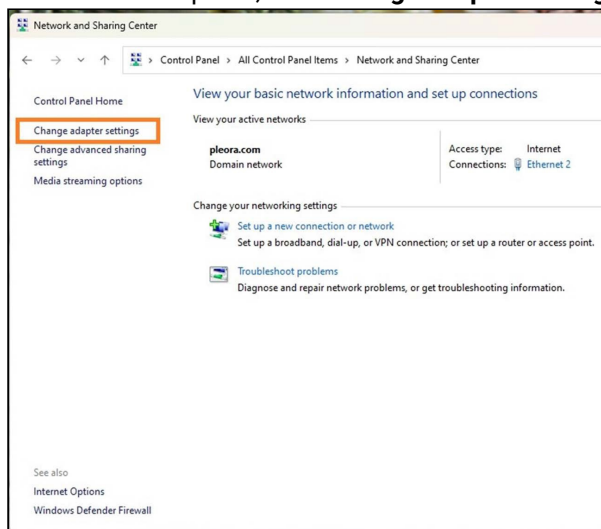 Network and Sharing Center
Control Panel > All Control Panel Items > Network and Sharing Center
Control Panel Home
Change adapter settings
Change advanced sharing
settings
Media streaming options
View your basic network information and set up connections
View your active networks
pleora.com
Domain network
Access type: Internet
Connections: Ethernet 2
Change your networking settings
Set up a new connection or network
Set up a broadband, dial-up, or VPN connection; or set up a router or access point.
Troubleshoot problems
Diagnose and repair network problems, or get troubleshooting information.
See also
Internet Options
Windows Defender Firewall